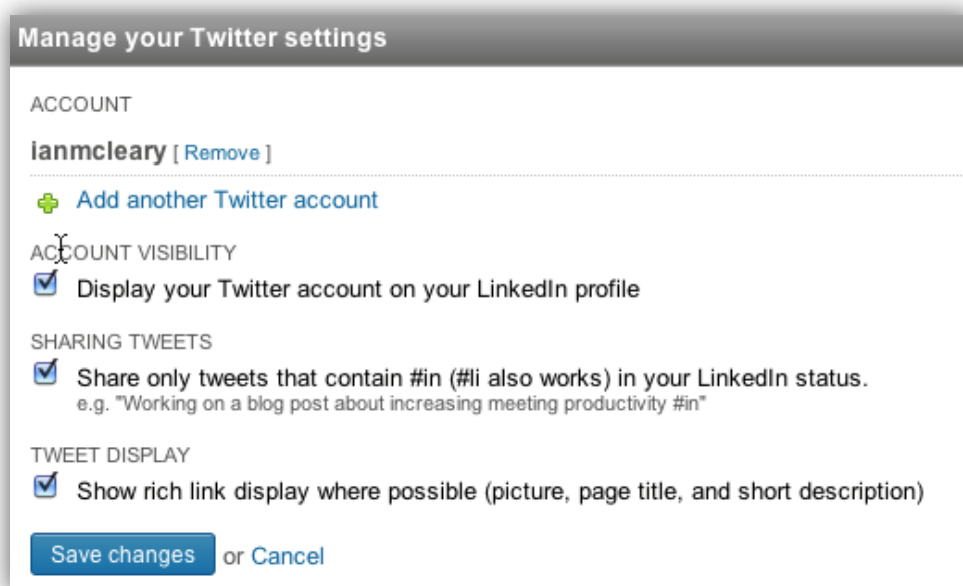 Manage your Twitter settings
ACCOUNT
ianmcleary [ Remove ]
Add another Twitter account
ACCOUNT VISIBILITY
Display your Twitter account on your LinkedIn profile
SHARING TWEETS
Share only tweets that contain #in (#li also works) in your LinkedIn status.
e.g. "Working on a blog post about increasing meeting productivity #in"
TWEET DISPLAY
Show rich link display where possible (picture, page title, and short description)
Save changes or Cancel